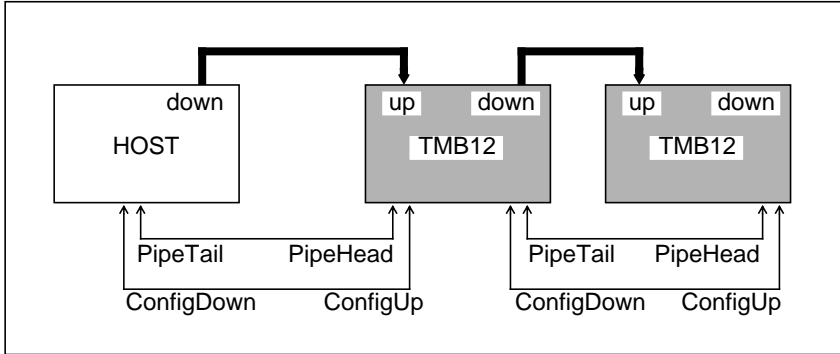 down
up
down
up
down
HOST
TMB12
TMB12
PipeTail
PipeHead
PipeTail
PipeHead
ConfigDown
ConfigUp
ConfigDown
ConfigUp